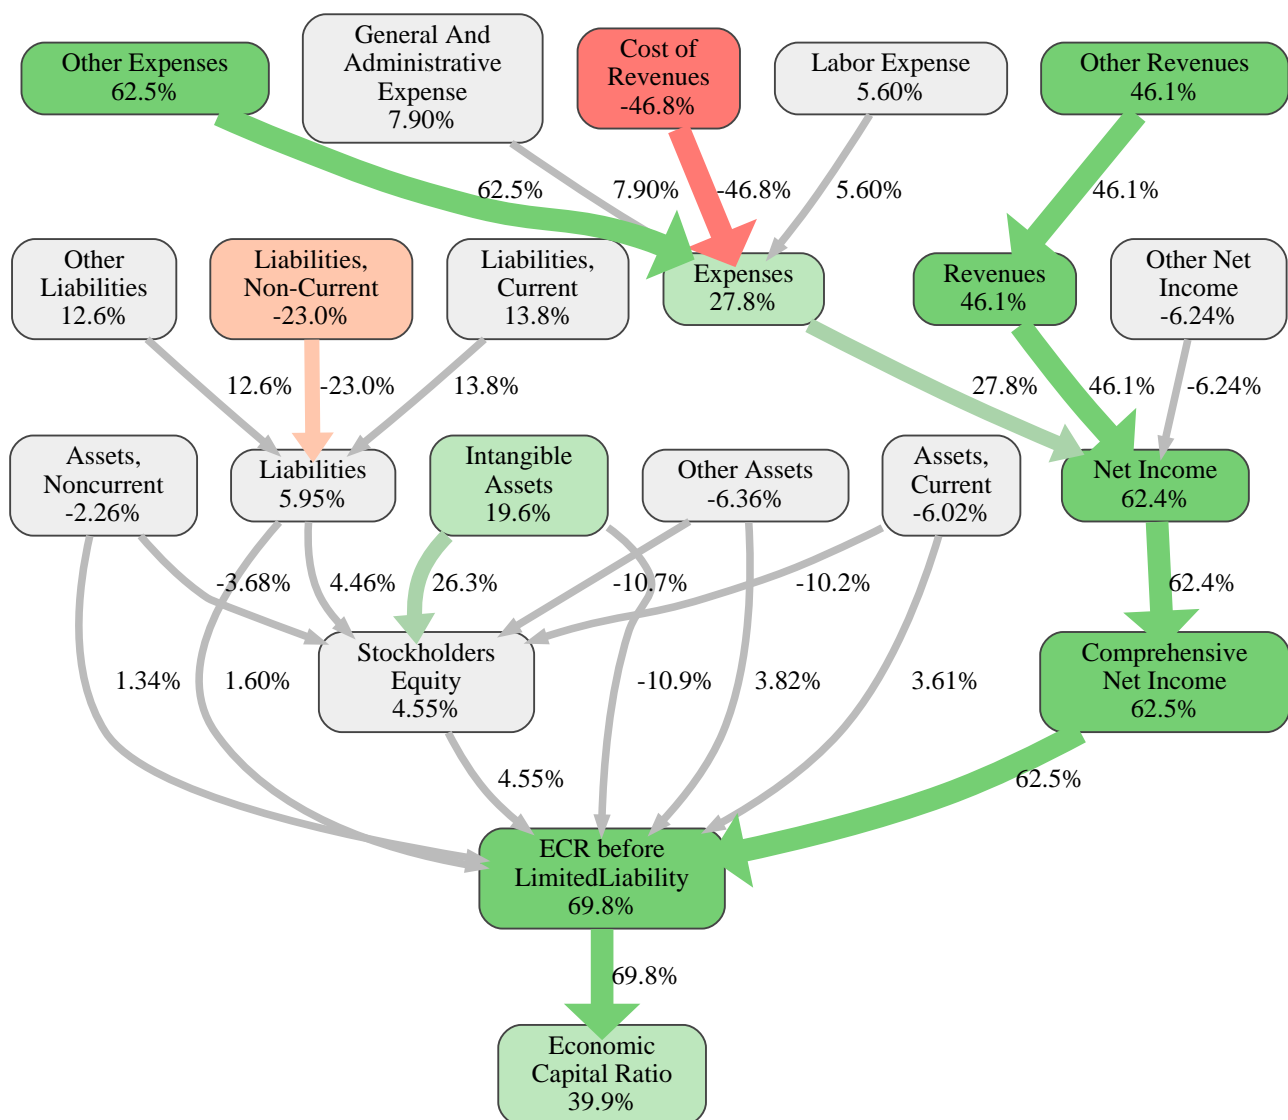 Other Expenses
62.5%
General And
Administrative
Expense
7.90%
Cost of
Revenues
-46.8%
Labor Expense
5.60%
Other Revenues
46.1%
62.5%
7.90%
-46.8%
5.60%
46.1%
Other
Liabilities
12.6%
Liabilities,
Non-Current
-23.0%
Liabilities,
Current
13.8%
Expenses
27.8%
Revenues
46.1%
Other Net
Income
-6.24%
12.6%
-23.0%
13.8%
27.8%
46.1%
-6.24%
Assets,
Noncurrent
-2.26%
Liabilities
5.95%
Intangible
Assets
19.6%
Other Assets
-6.36%
Assets,
Current
-6.02%
Net Income
62.4%
-3.68%
4.46%
26.3%
-10.7%
-10.2%
62.4%
1.34%
1.60%
Stockholders
Equity
4.55%
-10.9%
3.82%
3.61%
Comprehensive
Net Income
62.5%
4.55%
62.5%
ECR before
LimitedLiability
69.8%
69.8%
Economic
Capital Ratio
39.9%